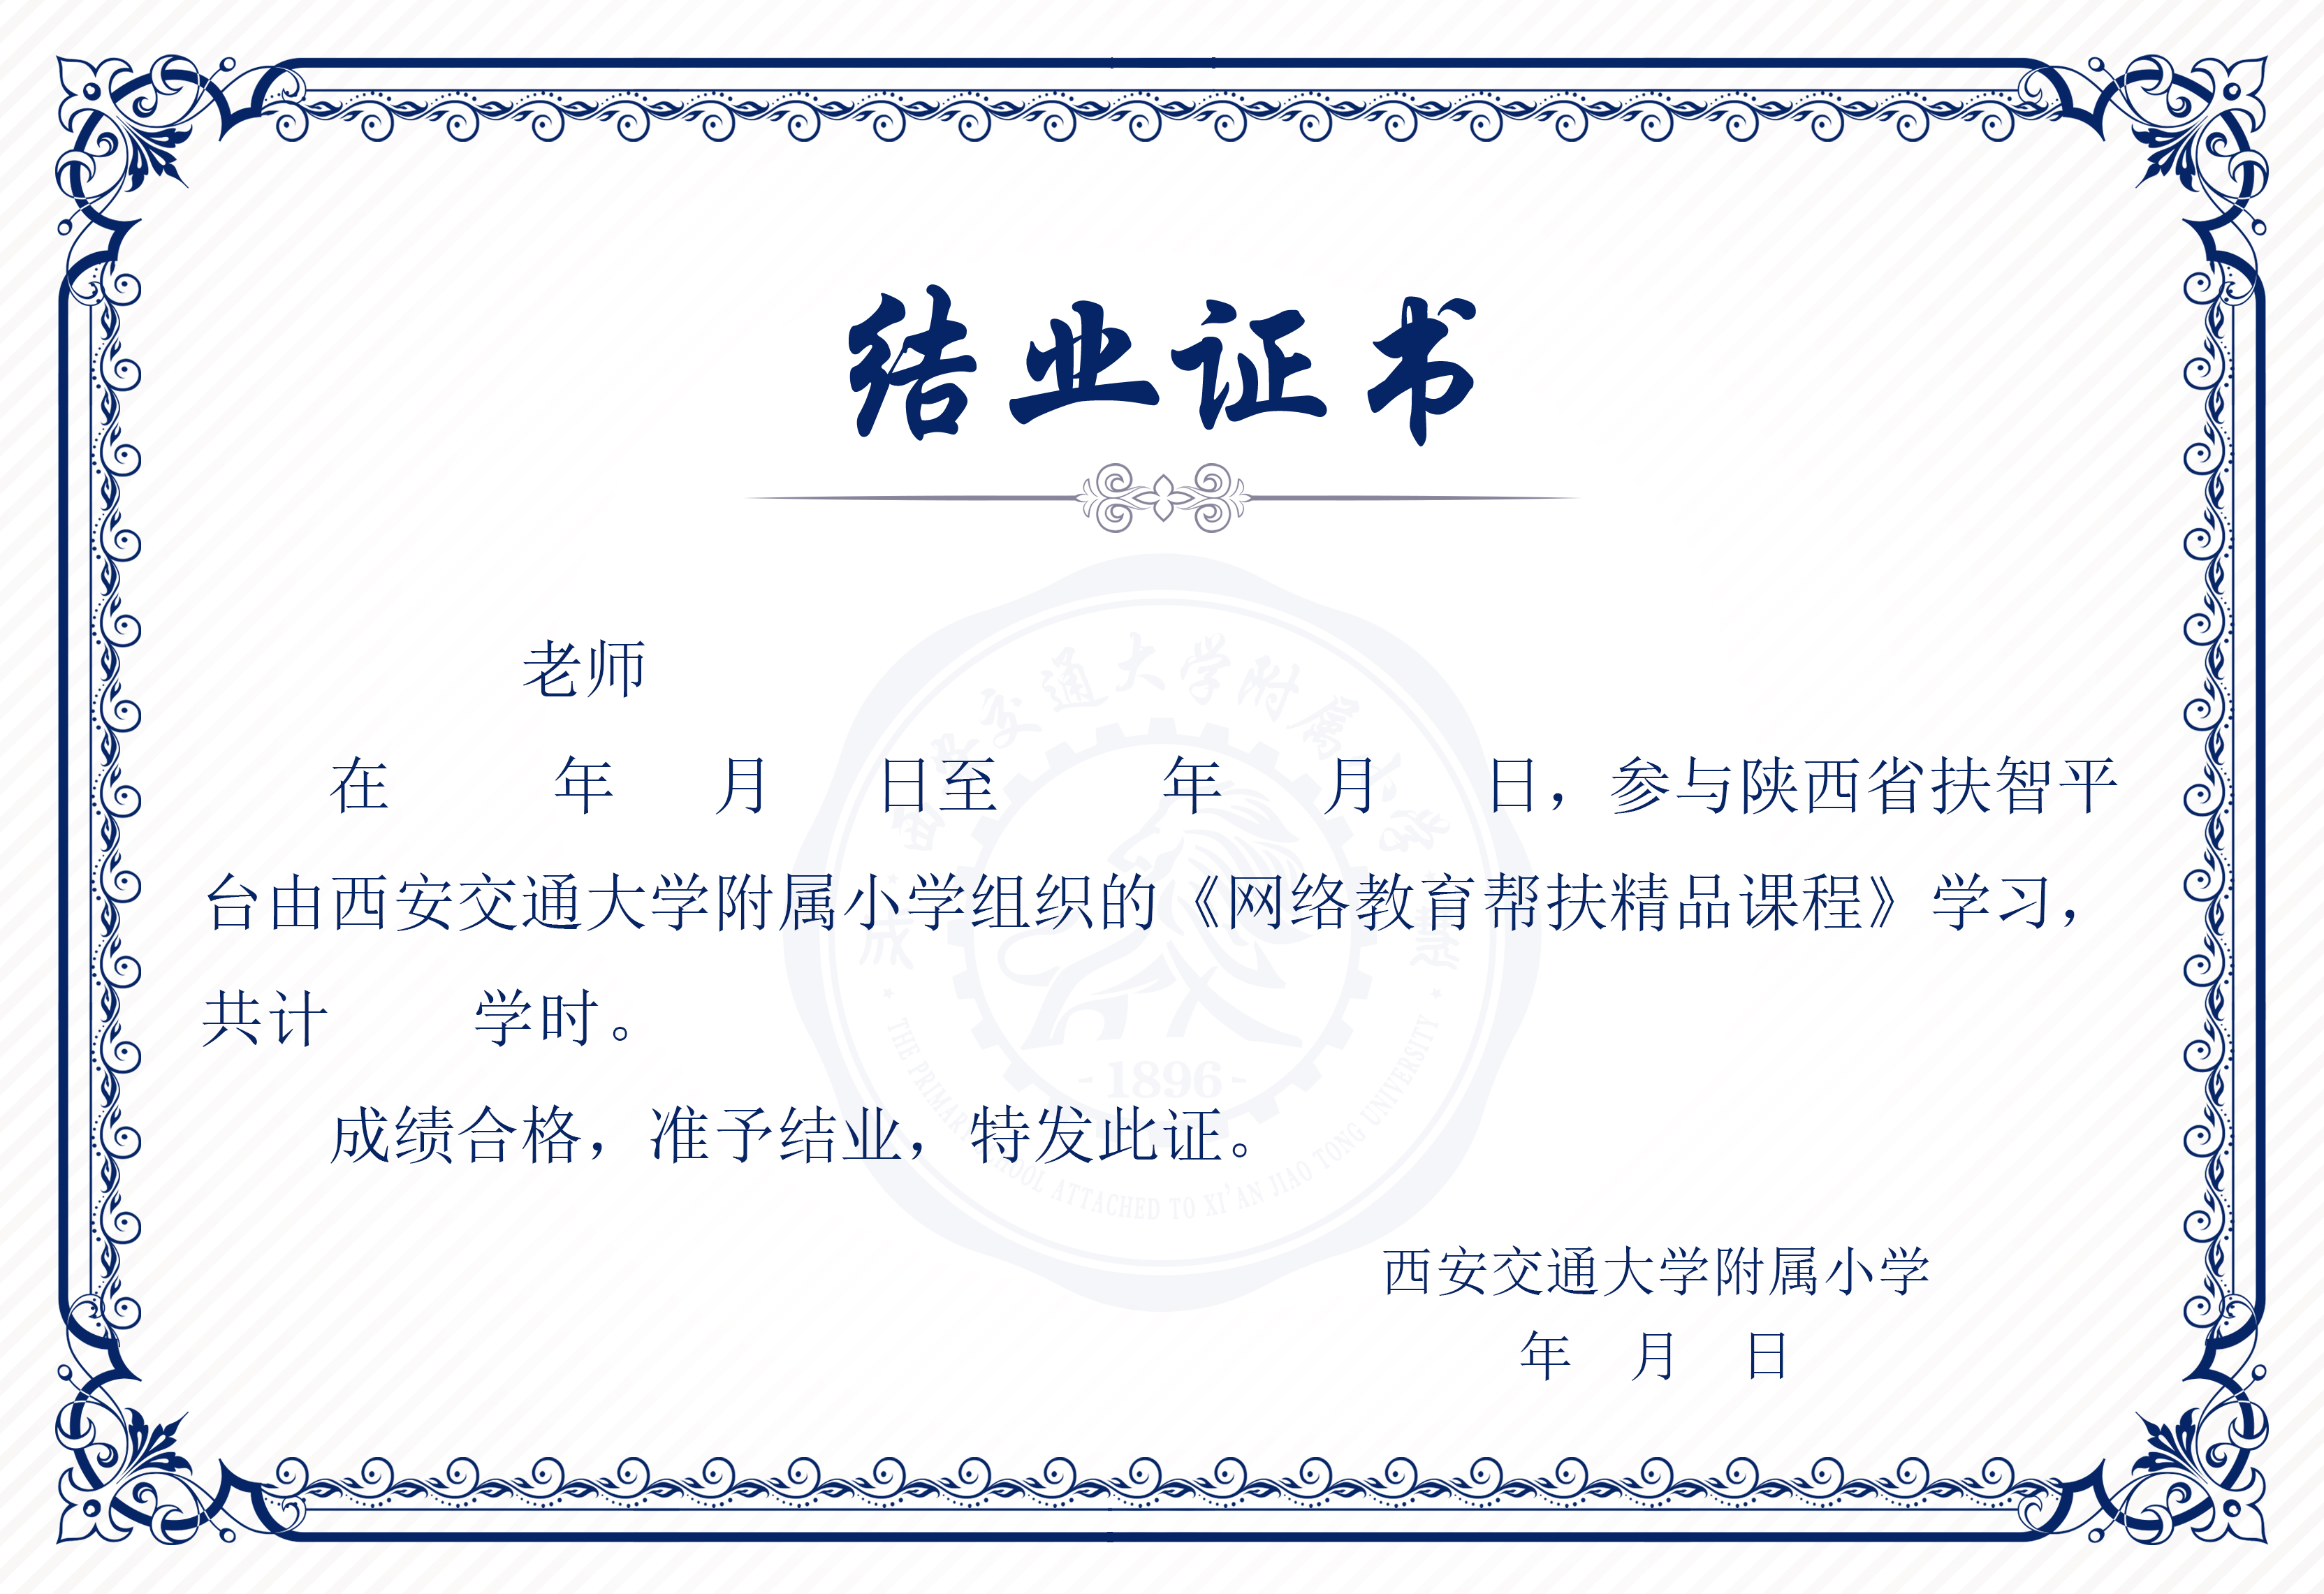 结业证书
老师
在 年 月 日至 年 月 日，参与陕西省扶智平
台由西安交通大学附属小学组织的《网络教育帮扶精品课程》学习，
共计 学时。
成绩合格，准予结业，特发此证。
西安交通大学附属小学
年 月 日
西安交通大学附属小学
-1896-
THE PRIMARY SCHOOL ATTACHED TO XI'AN JIAO TONG UNIVERSITY